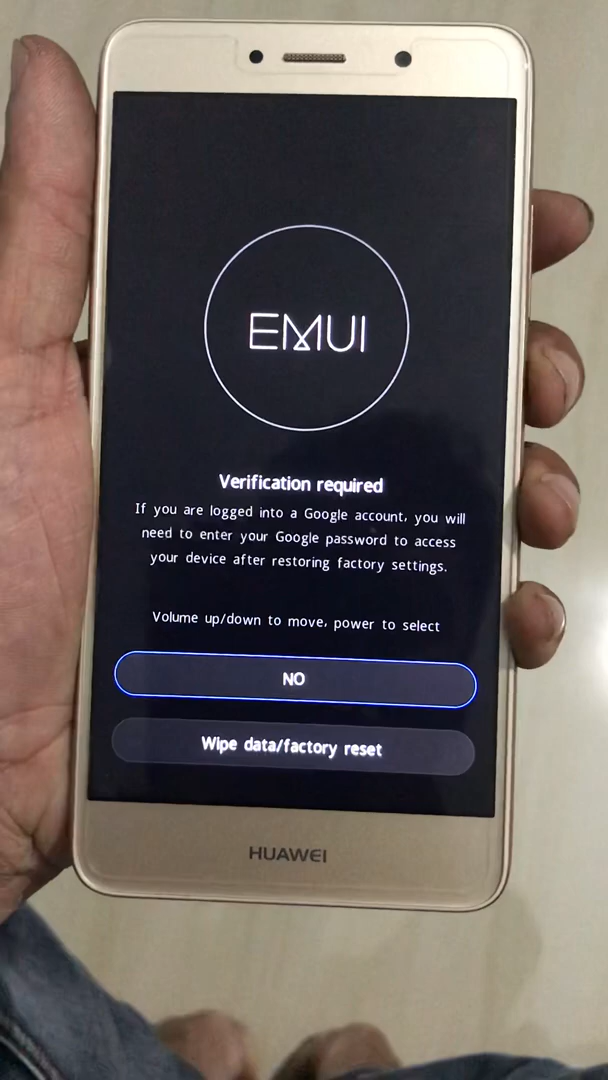 EMUI
Verification required
If you are logged into a Google account, you will
need to enter your Google password to access
your device after restoring factory settings.
Volume up/down to move, power to select
NO
Wipe data/factory reset
HUAWEI